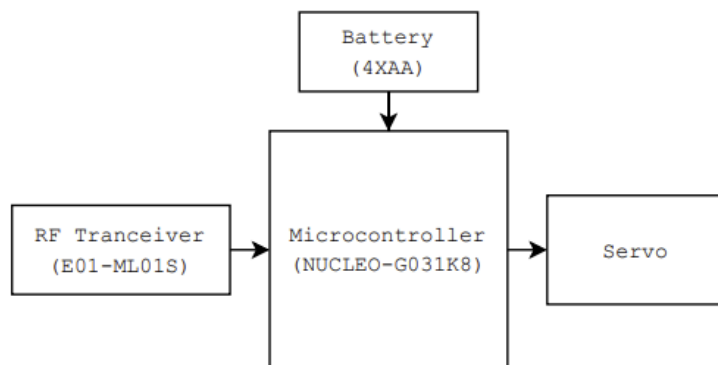 Battery
(4XAA)
RF Tranceiver
(E01-ML01S)
Microcontroller
(NUCLEO-G031K8)
Servo